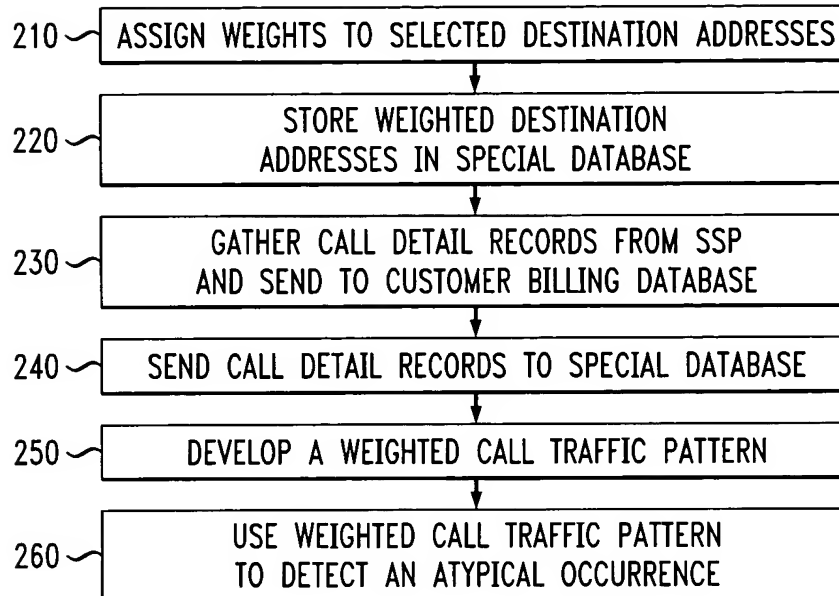 210 ASSIGN WEIGHTS TO SELECTED DESTINATION ADDRESSES
220 STORE WEIGHTED DESTINATION
ADDRESSES IN SPECIAL DATABASE
230 GATHER CALL DETAIL RECORDS FROM SSP
AND SEND TO CUSTOMER BILLING DATABASE
240 SEND CALL DETAIL RECORDS TO SPECIAL DATABASE
250 DEVELOP A WEIGHTED CALL TRAFFIC PATTERN
260 USE WEIGHTED CALL TRAFFIC PATTERN
TO DETECT AN ATYPICAL OCCURRENCE